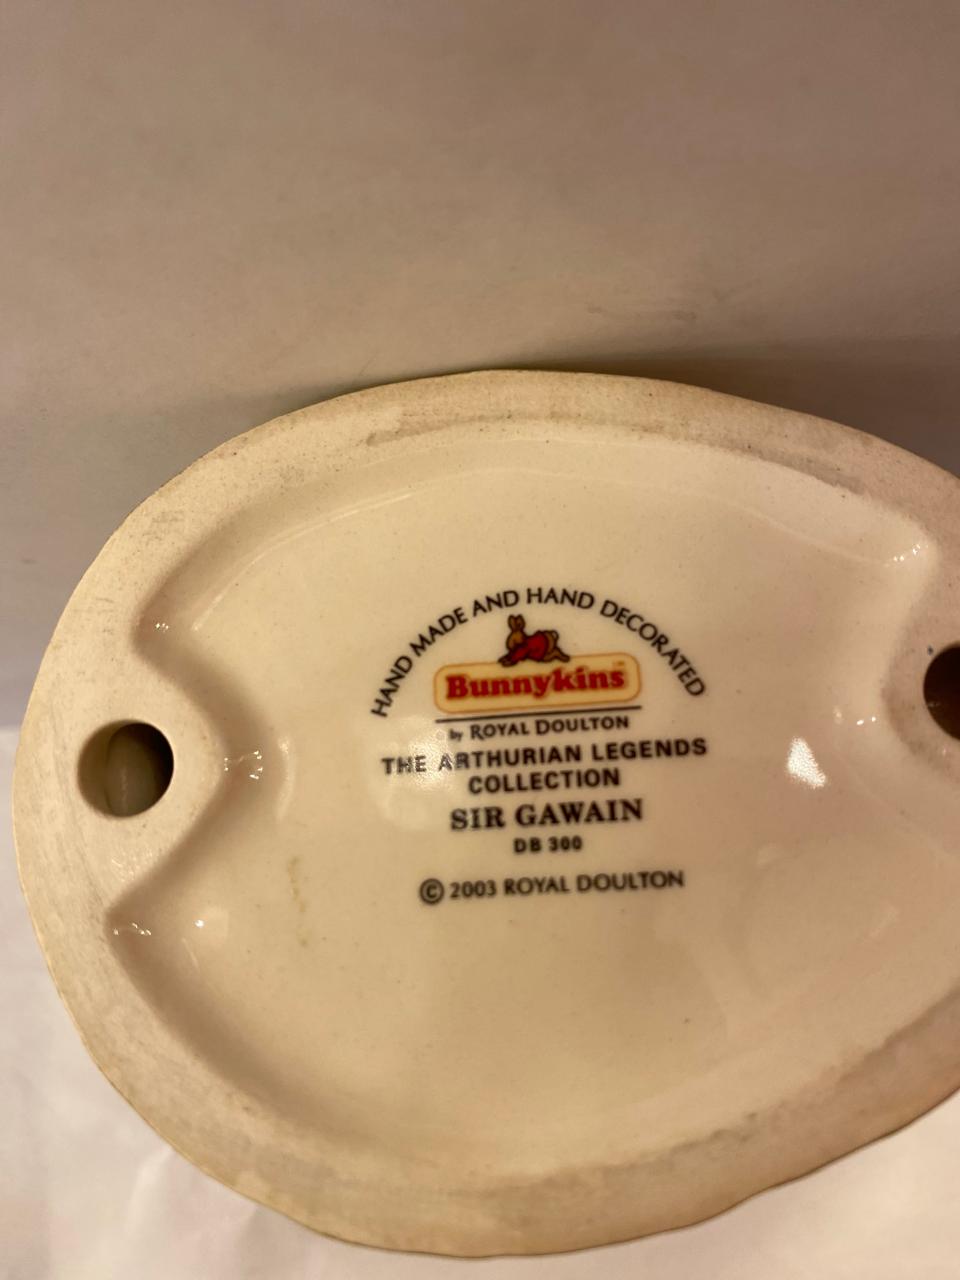 HAND MADE AND HAND DECORATED
Bunnykins™
by ROYAL DOULTON
THE ARTHURIAN LEGENDS
COLLECTION
SIR GAWAIN
DB 300
© 2003 ROYAL DOULTON